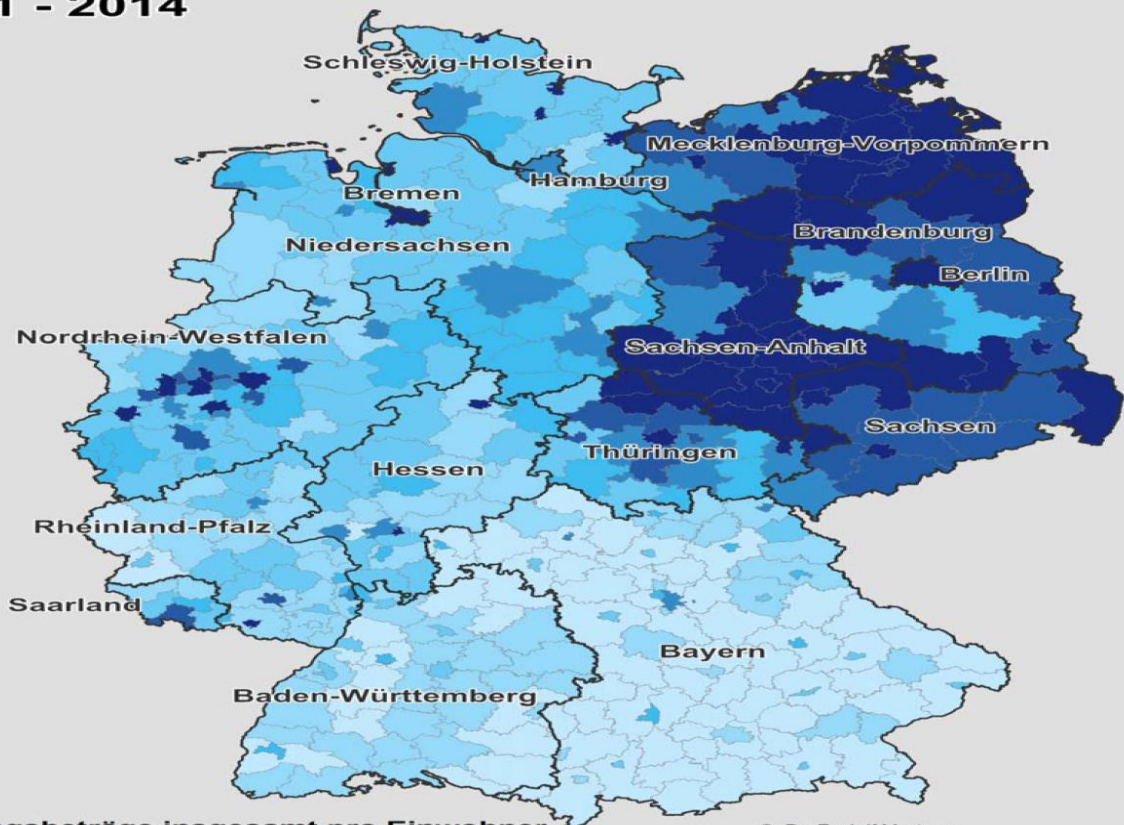 1 - 2014
Schleswig-Holstein
Mecklenburg-Vorpommern
Hamburg
Bremen
Brandenburg
Niedersachsen
Berlin
Nordrhein-Westfalen
Sachsen-Anhalt
Sachsen
Thüringen
Hessen
Rheinland-Pfalz
Saarland
Bayern
Baden-Württemberg
insgesamt pro Einwohner